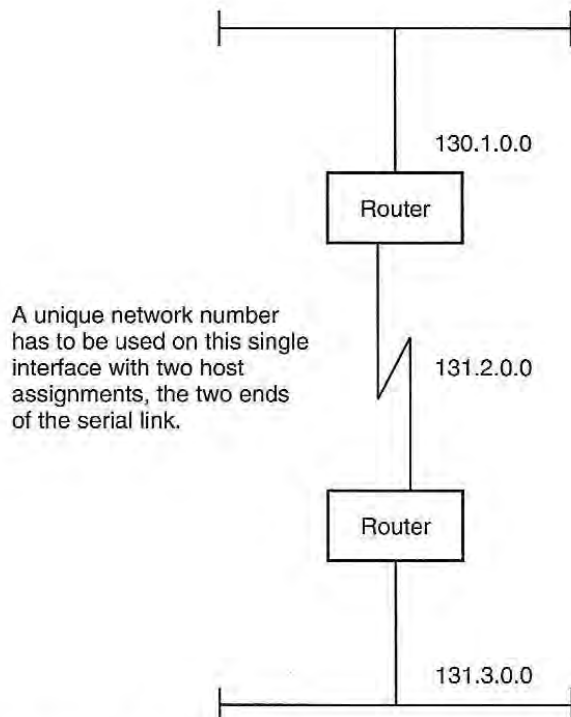 130.1.0.0
Router
A unique network number
has to be used on this single
interface with two host
assignments, the two ends
of the serial link.
131.2.0.0
Router
131.3.0.0